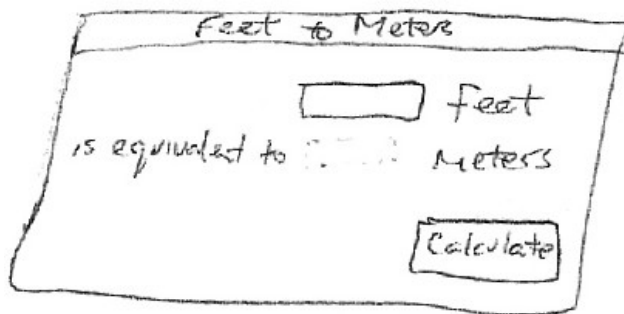 Feet to Meters
Feet
is equivalent to Meters
Calculate